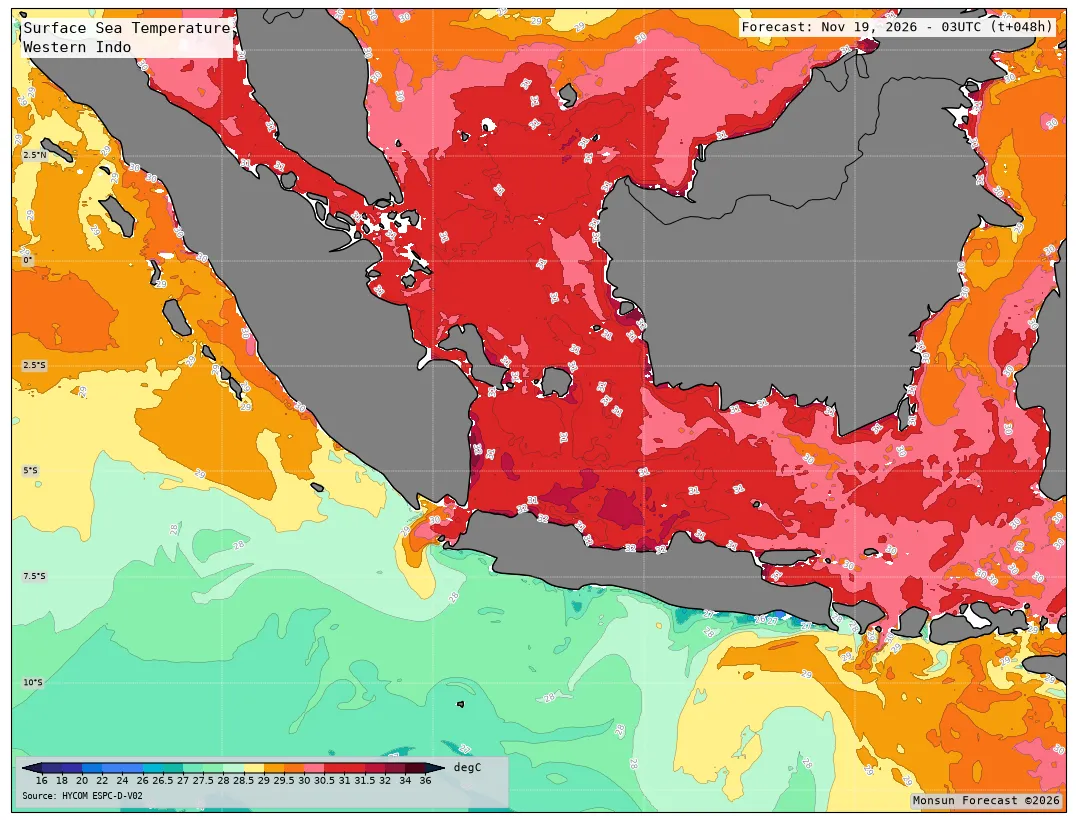 Surface Sea Temperature
Western Indo
Forecast: Nov 19, 2026 - 03UTC (t+048h)
2.5°N
0°
2.5°S
5°S
7.5°S
10°S
degC
16 18 20 22 24 26 26.5 27 27.5 28 28.5 29 29.5 30 30.5 31 31.5 32 33 34 36
Source: HYCOM ESPC-D-V02
Monsun Forecast ©2026